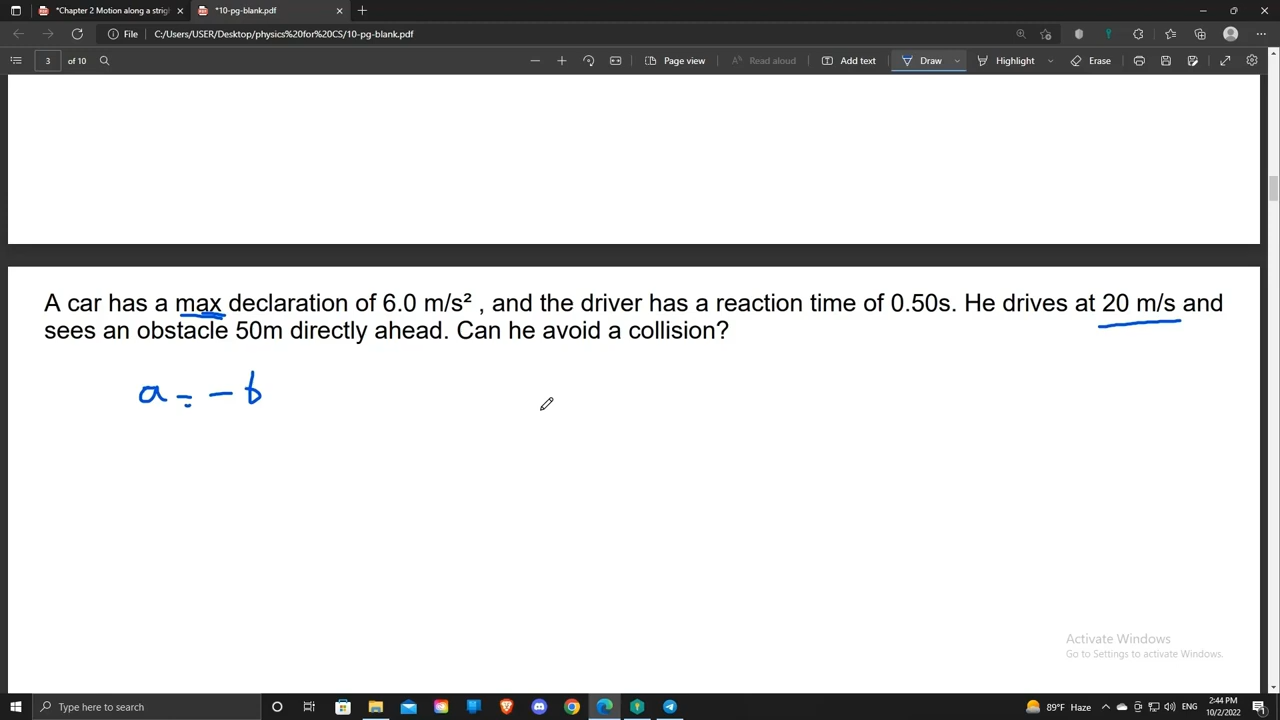 *Chapter 2 Motion along a strigh
*10-pg-blank.pdf
File
C:/Users/USER/Desktop/physics%20for%20CS/10-pg-blank.pdf
3 of 10
Page view
Read aloud
Add text
Draw
Highlight
Erase
A car has a max declaration of 6.0 m/s² , and the driver has a reaction time of 0.50s. He drives at 20 m/s and
sees an obstacle 50m directly ahead. Can he avoid a collision?
a = - 6
Activate Windows
Go to Settings to activate Windows.
Type here to search
89°F Haze
2:44 PM
10/2/2022
1